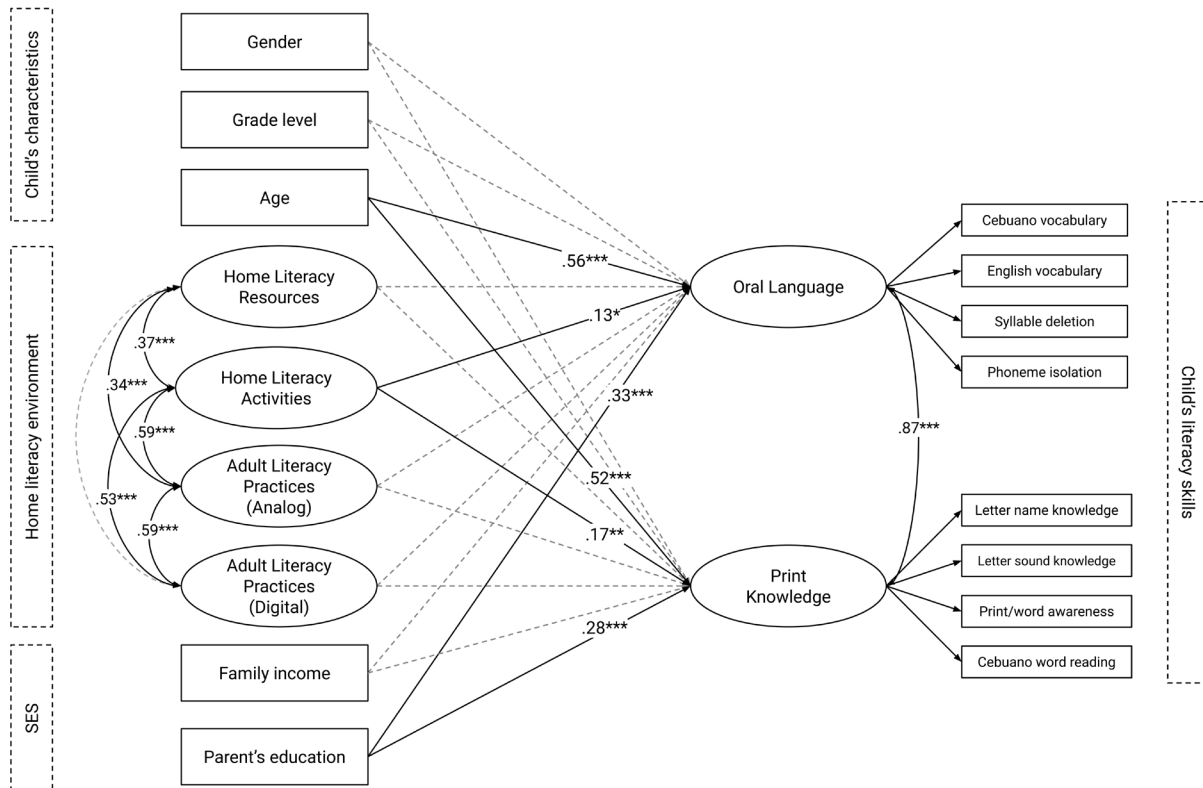 Child's characteristics
Gender
Grade level
Age
Home literacy environment
Home Literacy
Resources
Home Literacy
Activities
Adult Literacy
Practices
(Analog)
Adult Literacy
Practices
(Digital)
.37***
.34***
.59***
.53***
.59***
SES
Family income
Parent's education
.56***
.13*
.33***
.52***
.17**
.28***
Oral Language
Print
Knowledge
.87***
Cebuano vocabulary
English vocabulary
Syllable deletion
Phoneme isolation
Letter name knowledge
Letter sound knowledge
Print/word awareness
Cebuano word reading
Child's literacy skills